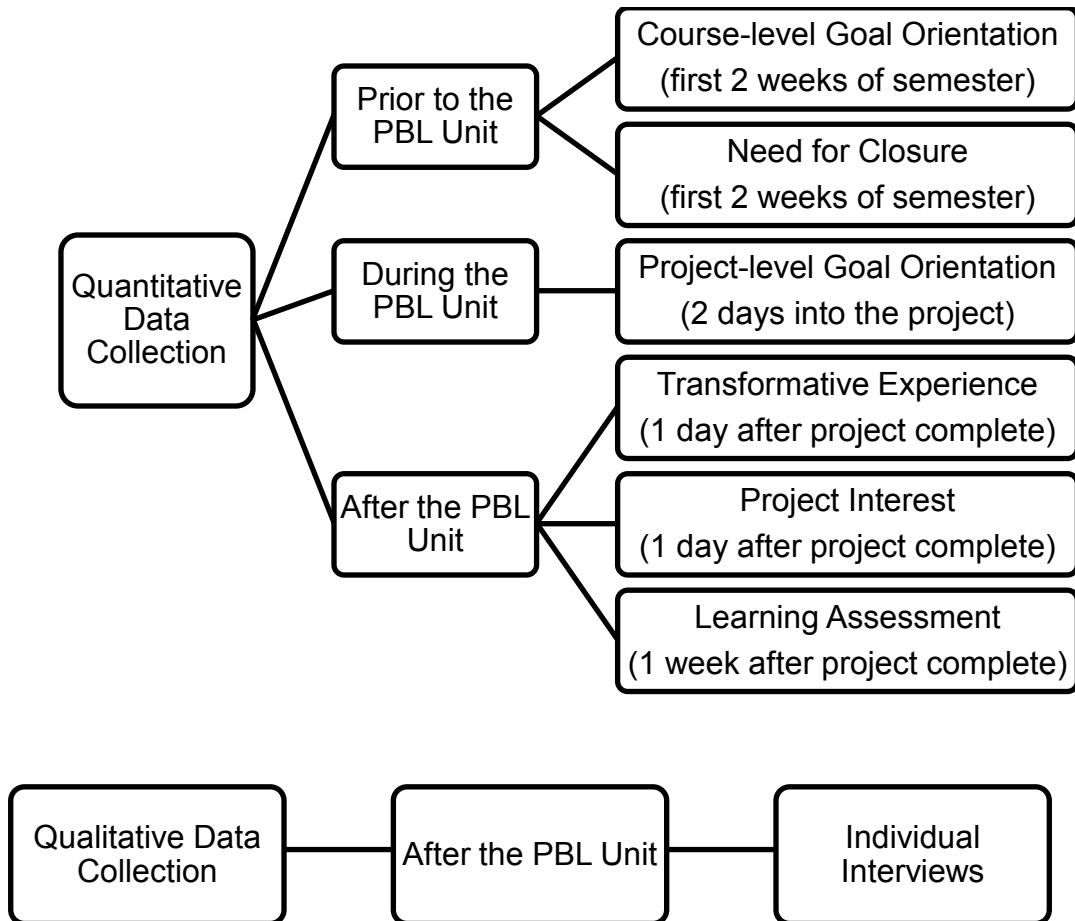 Course-level Goal Orientation
(first 2 weeks of semester)
Prior to the
PBL Unit
Need for Closure
(first 2 weeks of semester)
Quantitative
Data
Collection
During the
PBL Unit
Project-level Goal Orientation
(2 days into the project)
Transformative Experience
(1 day after project complete)
After the PBL
Unit
Project Interest
(1 day after project complete)
Learning Assessment
(1 week after project complete)
Qualitative Data
Collection
After the PBL Unit
Individual
Interviews